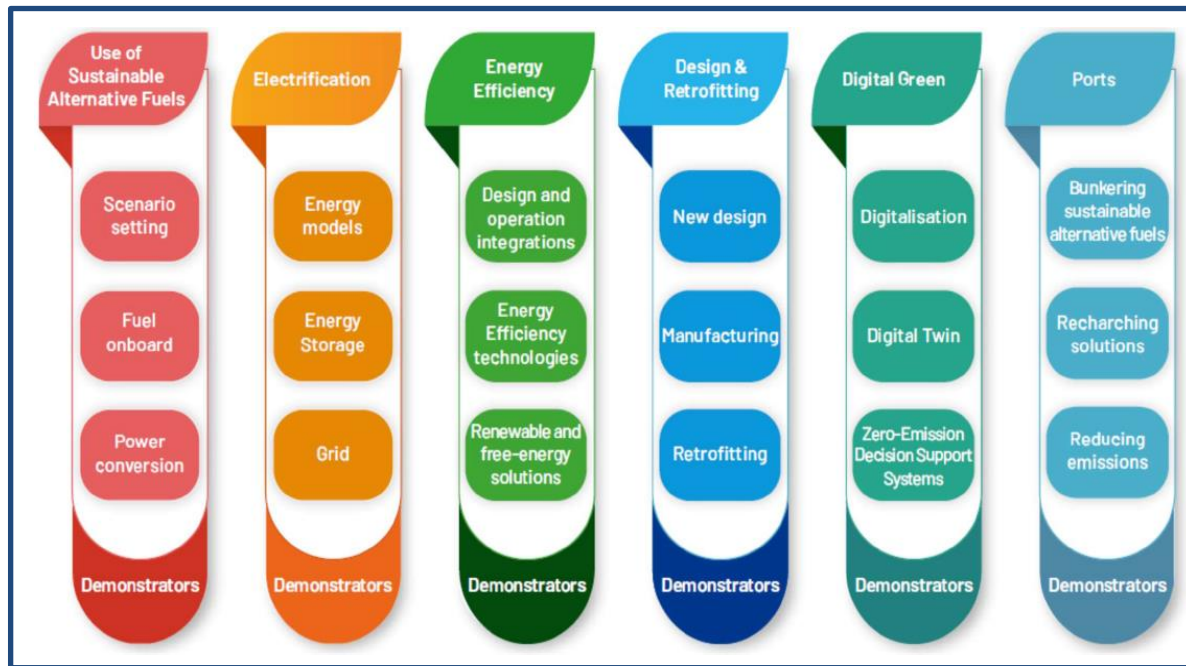 Use of
Sustainable
Alternative Fuels
Scenario
setting
Fuel
onboard
Power
conversion
Demonstrators
Electrification
Energy
models
Energy
Storage
Grid
Demonstrators
Energy
Efficiency
Design and
operation
integrations
Energy
Efficiency
technologies
Renewable and
free-energy
solutions
Demonstrators
Design &
Retrofitting
New design
Manufacturing
Retrofitting
Demonstrators
Digital Green
Digitalisation
Digital Twin
Zero-Emission
Decision Support
Systems
Demonstrators
Ports
Bunkering
sustainable
alternative fuels
Recharching
solutions
Reducing
emissions
Demonstrators